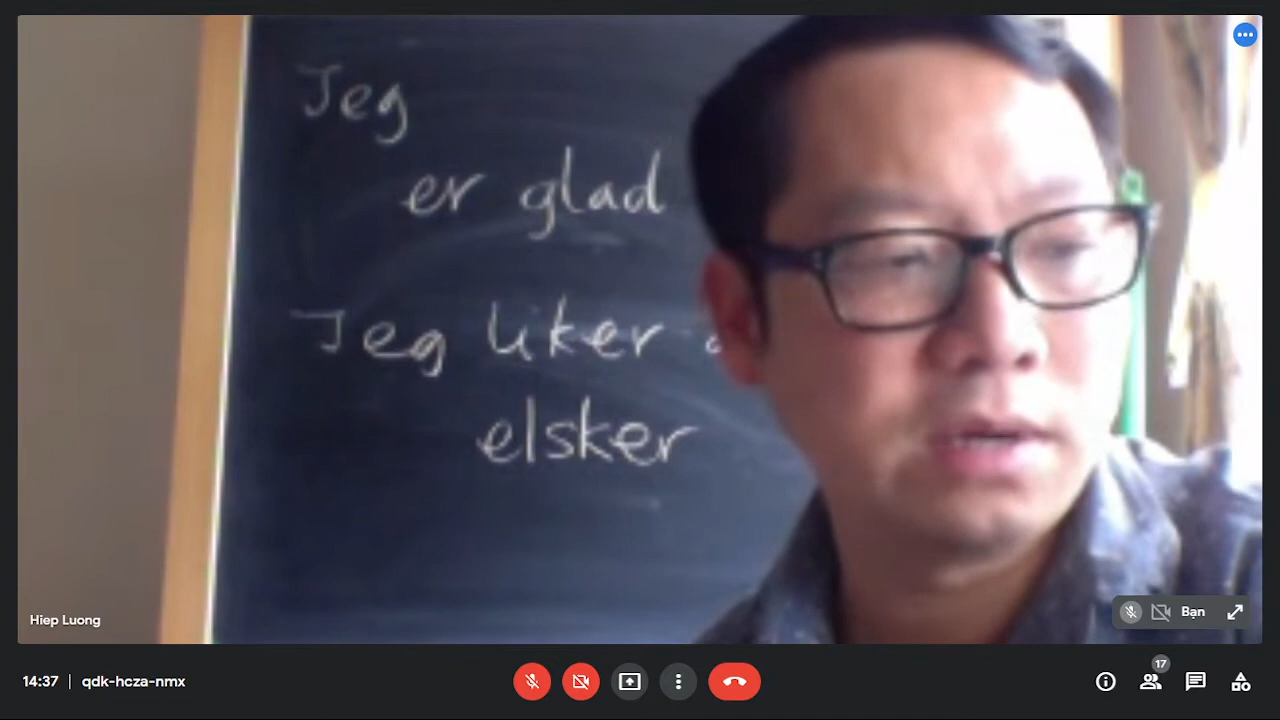 Jeg
er glad
Jeg liker
elsker
Hiep Luong
Bạn
14:37 | qdk-hcza-nmx
17